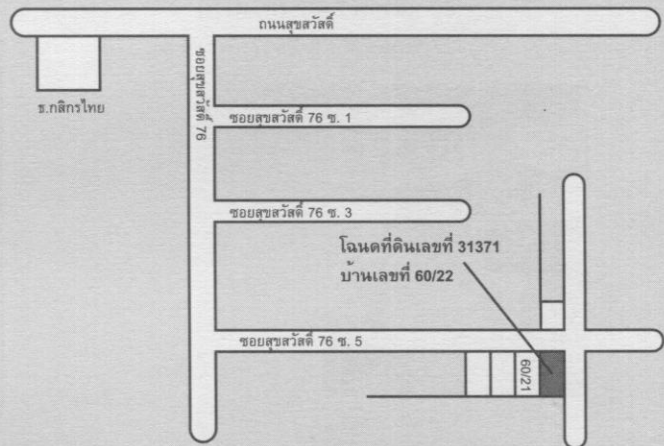 ถนนสุขสวัสดิ์
ธ.กสิกรไทย
ซอยสุขสวัสดิ์ 76
ซอยสุขสวัสดิ์ 76 ซ. 1
ซอยสุขสวัสดิ์ 76 ซ. 3
โฉนดที่ดินเลขที่ 31371
บ้านเลขที่ 60/22
ซอยสุขสวัสดิ์ 76 ซ. 5
60/21